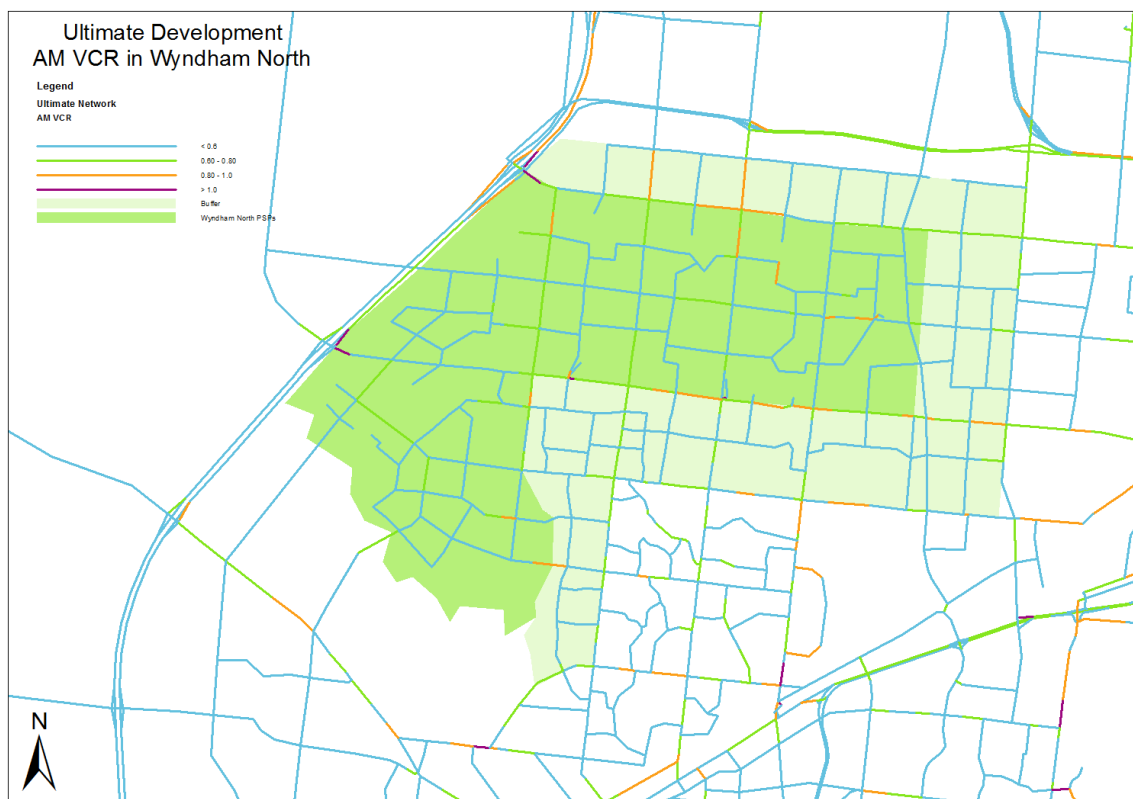 Ultimate Development
AM VCR in Wyndham North
Legend
Ultimate Network
AM VCR
< 0.6
0.60 - 0.80
0.80 - 1.0
> 1.0
Buffer
Wyndham North PSPs
N